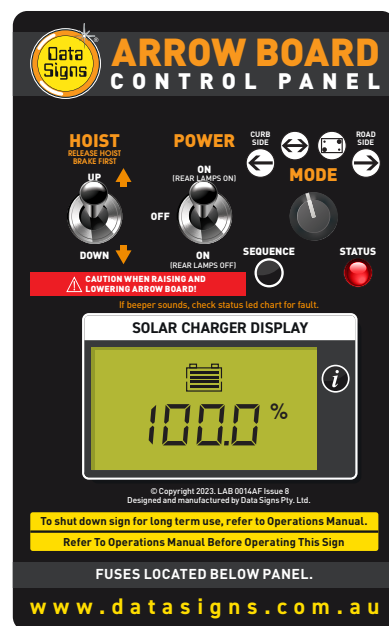 Data
Signs
®
ARROW BOARD
CONTROL PANEL
HOIST
RELEASE HOIST
BRAKE FIRST
UP
DOWN
POWER
ON
(REAR LAMPS ON)
OFF
ON
(REAR LAMPS OFF)
CURB
SIDE
ROAD
SIDE
MODE
SEQUENCE
STATUS
CAUTION WHEN RAISING AND
LOWERING ARROW BOARD!
If beeper sounds, check status led chart for fault.
SOLAR CHARGER DISPLAY
100.0 %
i
© Copyright 2023. LAB 0014AF Issue 8
Designed and manufactured by Data Signs Pty. Ltd.
To shut down sign for long term use, refer to Operations Manual.
Refer To Operations Manual Before Operating This Sign
FUSES LOCATED BELOW PANEL.
www.datasigns.com.au